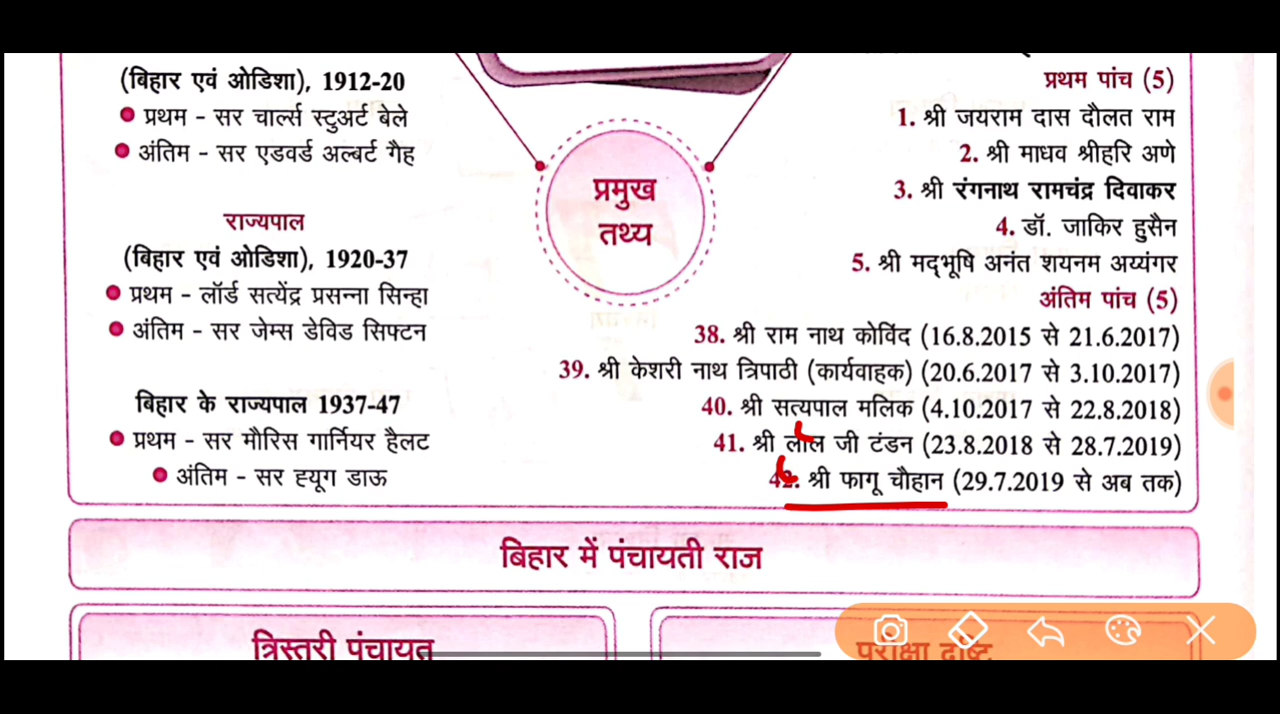 (बिहार एवं ओडिशा), 1912-20
प्रथम - सर चार्ल्स स्टुअर्ट बेले
अंतिम - सर एडवर्ड अल्बर्ट गैह
राज्यपाल
(बिहार एवं ओडिशा), 1920-37
प्रथम - लॉर्ड सत्येंद्र प्रसन्ना सिन्हा
अंतिम - सर जेम्स डेविड सिफ्टन
बिहार के राज्यपाल 1937-47
प्रथम - सर मौरिस गार्नियर हैलट
अंतिम - सर ह्यूग डाऊ
प्रमुख
तथ्य
प्रथम पांच (5)
1. श्री जयराम दास दौलत राम
2. श्री माधव श्रीहरि अणे
3. श्री रंगनाथ रामचंद्र दिवाकर
4. डॉ. जाकिर हुसैन
5. श्री मद्भूषि अनंत शयनम अय्यंगर
अंतिम पांच (5)
38. श्री राम नाथ कोविंद (16.8.2015 से 21.6.2017)
39. श्री केशरी नाथ त्रिपाठी (कार्यवाहक) (20.6.2017 से 3.10.2017)
40. श्री सत्यपाल मलिक (4.10.2017 से 22.8.2018)
41. श्री लाल जी टंडन (23.8.2018 से 28.7.2019)
42. श्री फागू चौहान (29.7.2019 से अब तक)
बिहार में पंचायती राज
त्रिस्तरी पंचायत
परीक्षा दृष्टि